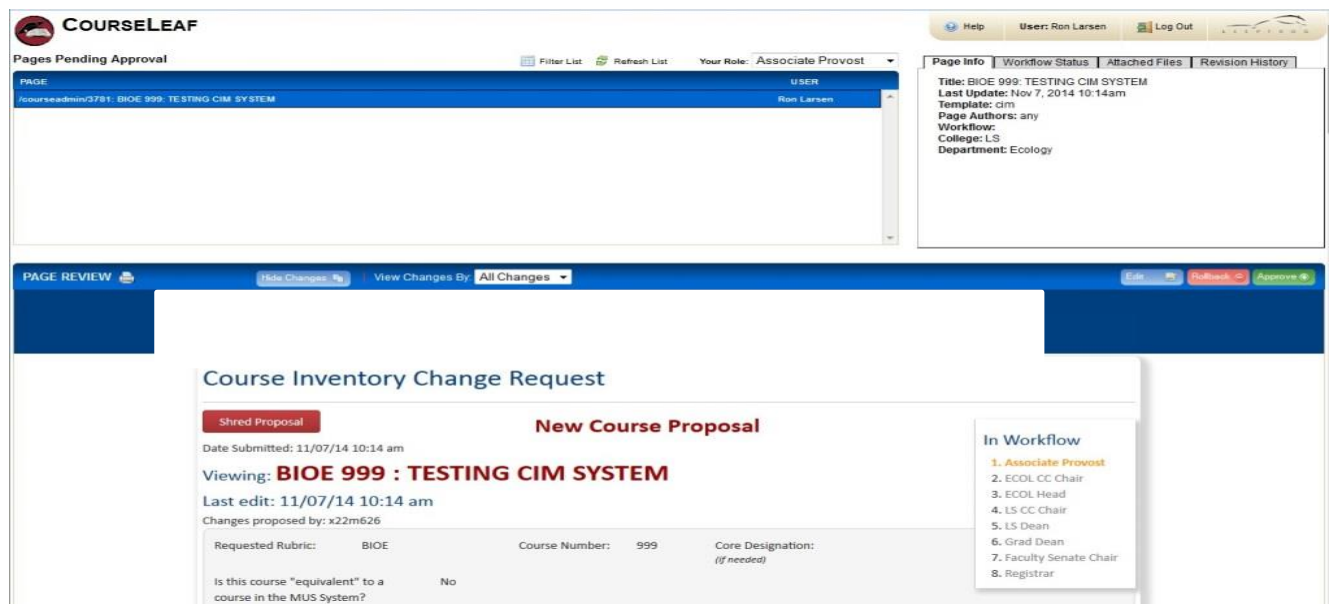 COURSELEAF
Help User: Ron Larsen Log Out
Pages Pending Approval Filter List Refresh List Your Role: Associate Provost
PAGE USER
/courseadmin/3781: BIOE 999: TESTING CIM SYSTEM Ron Larsen
Page Info Workflow Status Attached Files Revision History
Title: BIOE 999: TESTING CIM SYSTEM
Last Update: Nov 7, 2014 10:14am
Template: cim
Page Authors: any
Workflow:
College: LS
Department: Ecology
PAGE REVIEW Hide Changes View Changes By: All Changes Edit Rollback Approve
Course Inventory Change Request
Shred Proposal New Course Proposal
Date Submitted: 11/07/14 10:14 am
Viewing: BIOE 999 : TESTING CIM SYSTEM
Last edit: 11/07/14 10:14 am
Changes proposed by: x22m626
In Workflow
1. Associate Provost
2. ECOL CC Chair
3. ECOL Head
4. LS CC Chair
5. LS Dean
6. Grad Dean
7. Faculty Senate Chair
8. Registrar
Requested Rubric: BIOE Course Number: 999 Core Designation:
(if needed)
Is this course "equivalent" to a No
course in the MUS System?